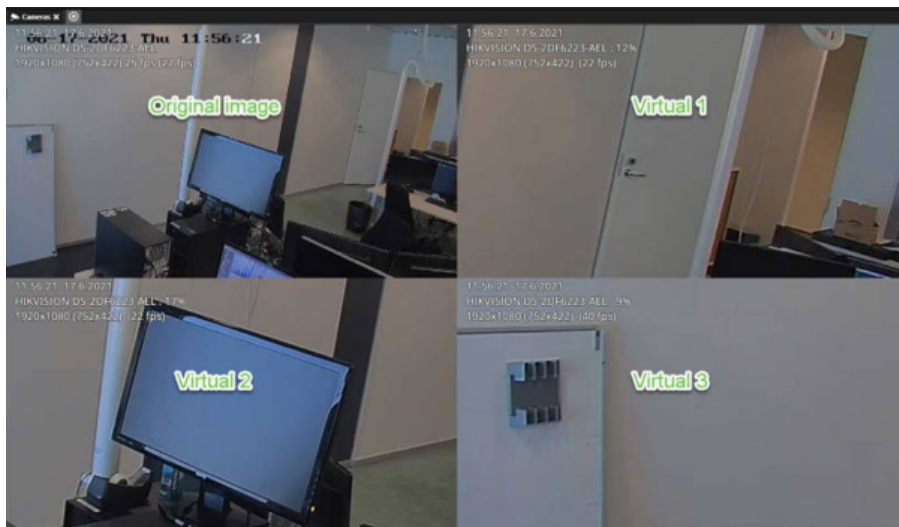 Cameras
06-17-2021 Thu 11:56:21
11:56:21 17.6.2021
HIKVISION DS-2DF6223-AEL
1920x1080 (752x422) 25 fps (22 fps)
Original image
11:56:21 17.6.2021
HIKVISION DS-2DF6223-AEL : 12%
1920x1080 (752x422) (22 fps)
Virtual 1
11:56:21 17.6.2021
HIKVISION DS-2DF6223-AEL : 17%
1920x1080 (752x422) (22 fps)
Virtual 2
11:56:21 17.6.2021
HIKVISION DS-2DF6223-AEL : 9%
1920x1080 (752x422) (40 fps)
Virtual 3